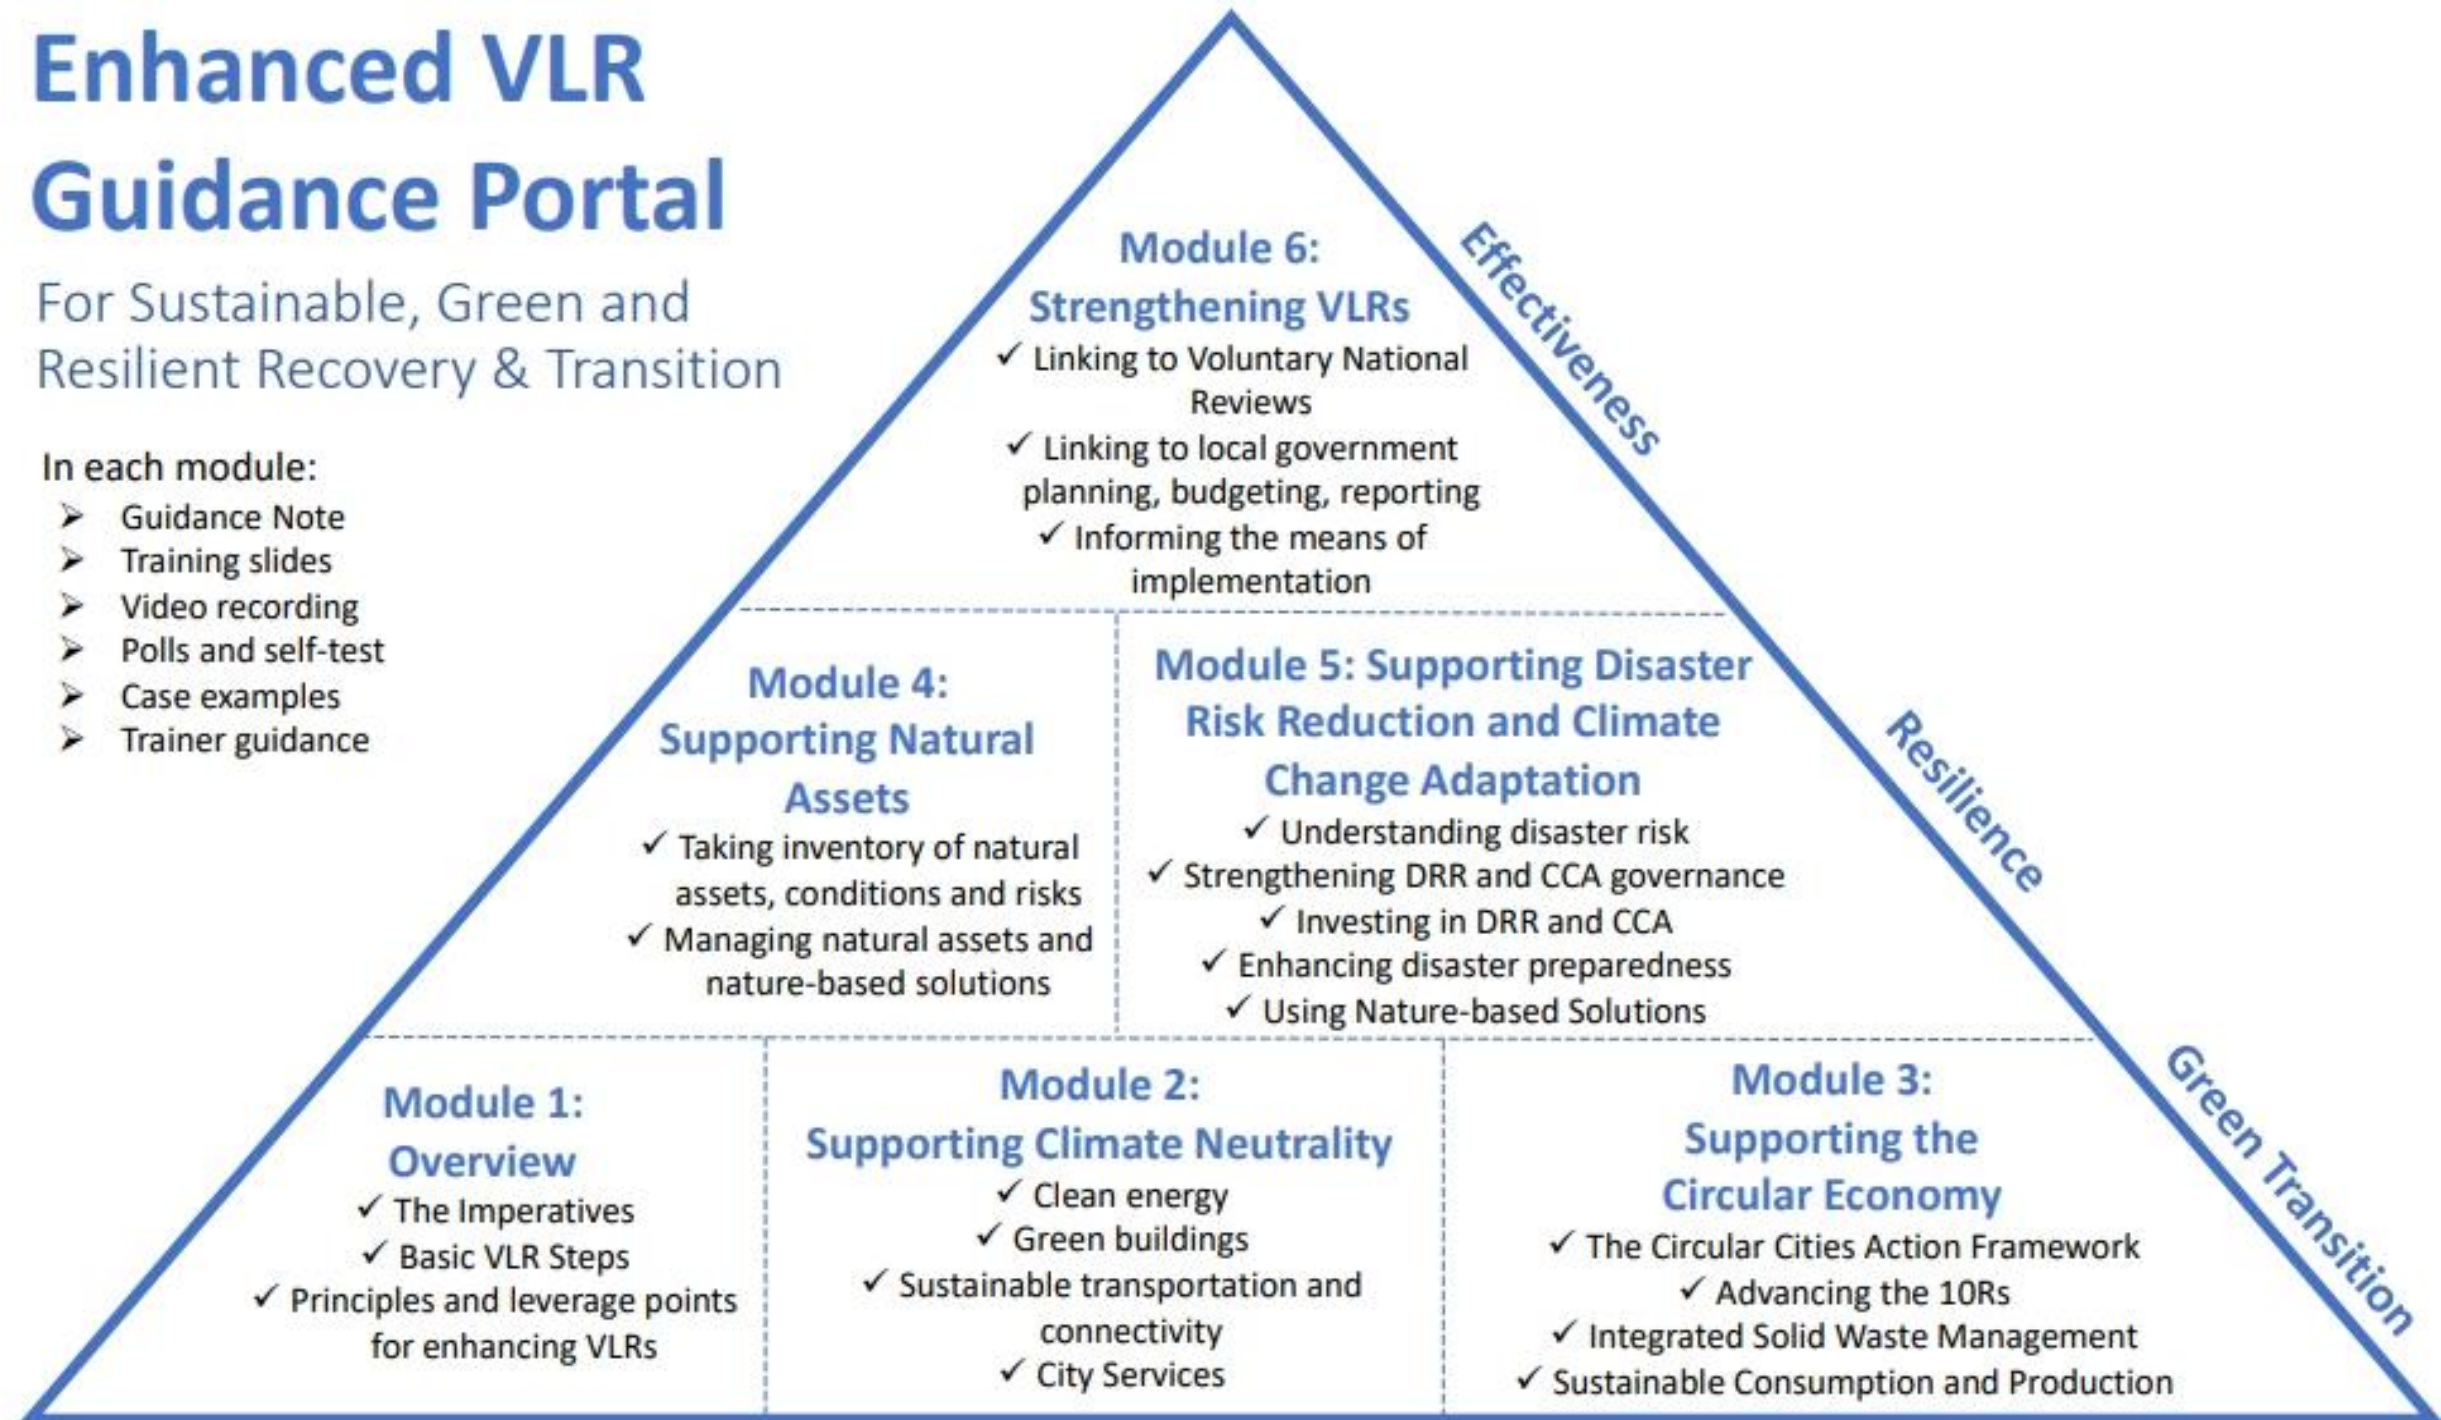 Enhanced VLR
Guidance Portal
For Sustainable, Green and
Resilient Recovery & Transition
In each module:
➢ Guidance Note
➢ Training slides
➢ Video recording
➢ Polls and self-test
➢ Case examples
➢ Trainer guidance
Module 6:
Strengthening VLRs
✓ Linking to Voluntary National
Reviews
✓ Linking to local government
planning, budgeting, reporting
✓ Informing the means of
implementation
Effectiveness
Module 4:
Supporting Natural
Assets
✓ Taking inventory of natural
assets, conditions and risks
✓ Managing natural assets and
nature-based solutions
Module 5: Supporting Disaster
Risk Reduction and Climate
Change Adaptation
✓ Understanding disaster risk
✓ Strengthening DRR and CCA governance
✓ Investing in DRR and CCA
✓ Enhancing disaster preparedness
✓ Using Nature-based Solutions
Resilience
Module 1:
Overview
✓ The Imperatives
✓ Basic VLR Steps
✓ Principles and leverage points
for enhancing VLRs
Module 2:
Supporting Climate Neutrality
✓ Clean energy
✓ Green buildings
✓ Sustainable transportation and
connectivity
✓ City Services
Module 3:
Supporting the
Circular Economy
✓ The Circular Cities Action Framework
✓ Advancing the 10Rs
✓ Integrated Solid Waste Management
✓ Sustainable Consumption and Production
Green Transition